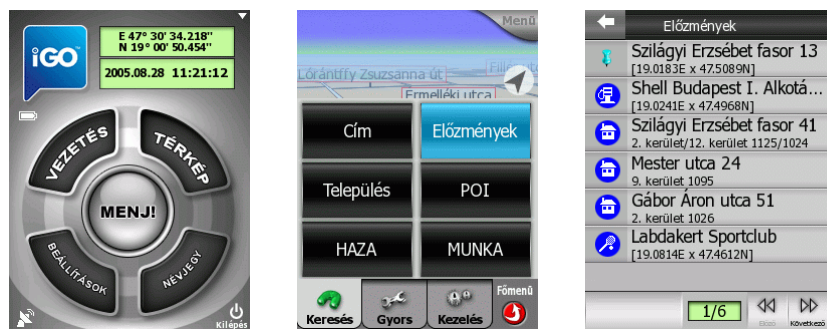 iGO
E 47° 30' 34.218"
N 19° 00' 50.454"
2005.08.28 11:21:12
VEZETÉS
TÉRKÉP
MENJ!
BEÁLLÍTÁSOK
NÉVJEGY
Kilépés
Menü
Lórántffy Zsuzsanna út
Ermelléki utca
Cím
Előzmények
Település
POI
HAZA
MUNKA
Keresés
Gyors
Kezelés
Főmenü
Előzmények
Szilágyi Erzsébet fasor 13
[19.0183E x 47.5089N]
Shell Budapest I. Alkotá...
[19.0241E x 47.4968N]
Szilágyi Erzsébet fasor 41
2. kerület/12. kerület 1125/1024
Mester utca 24
9. kerület 1095
Gábor Áron utca 51
2. kerület 1026
Labdakert Sportclub
[19.0814E x 47.4612N]
1/6
Előző
Következő